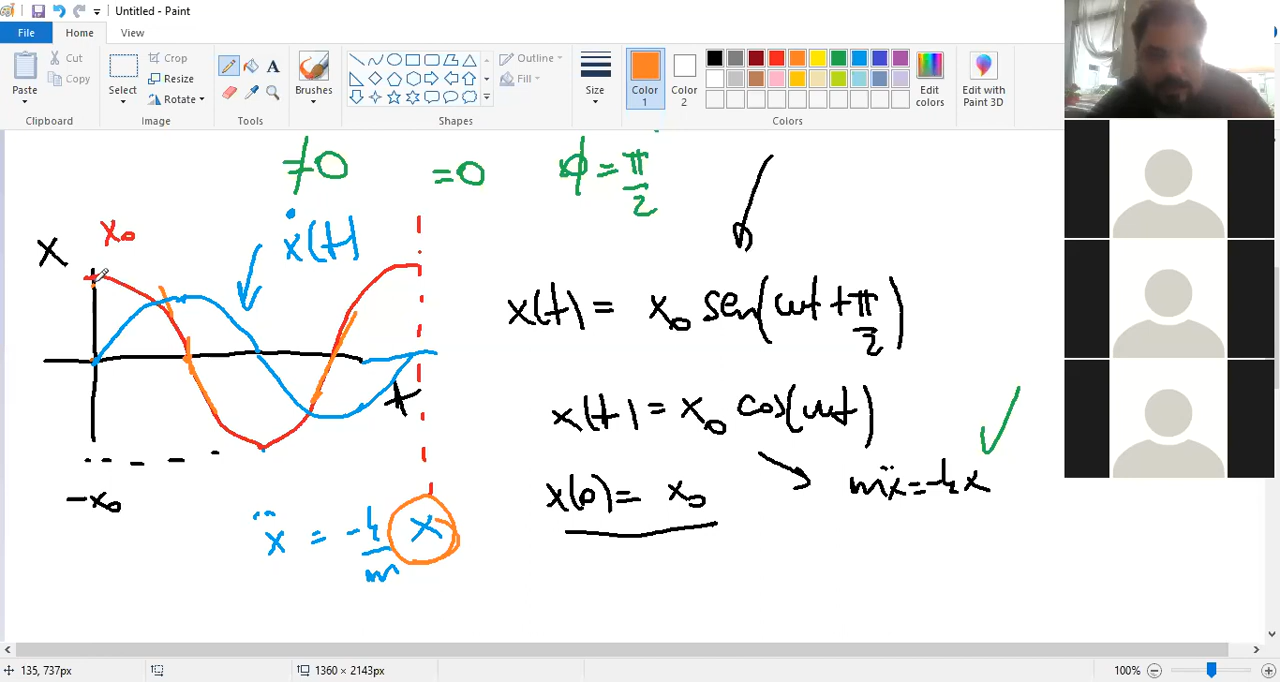 Untitled - Paint
File Home View
Paste
Cut
Copy
Clipboard
Select
Crop
Resize
Rotate
Image
A
Tools
Brushes
Shapes
Outline
Fill
Size
Color 1
Color 2
Colors
Edit colors
Edit with Paint 3D
≠0 =0 ϕ = π/2
x x₀ ẋ(t)
x(t) = x₀ sen(ωt + π/2)
t
x(t) = x₀ cos(ωt)
-x₀
x(0) = x₀
mẍ = -kx
ẍ = -k/m x
135, 737px
1360 × 2143px
100%